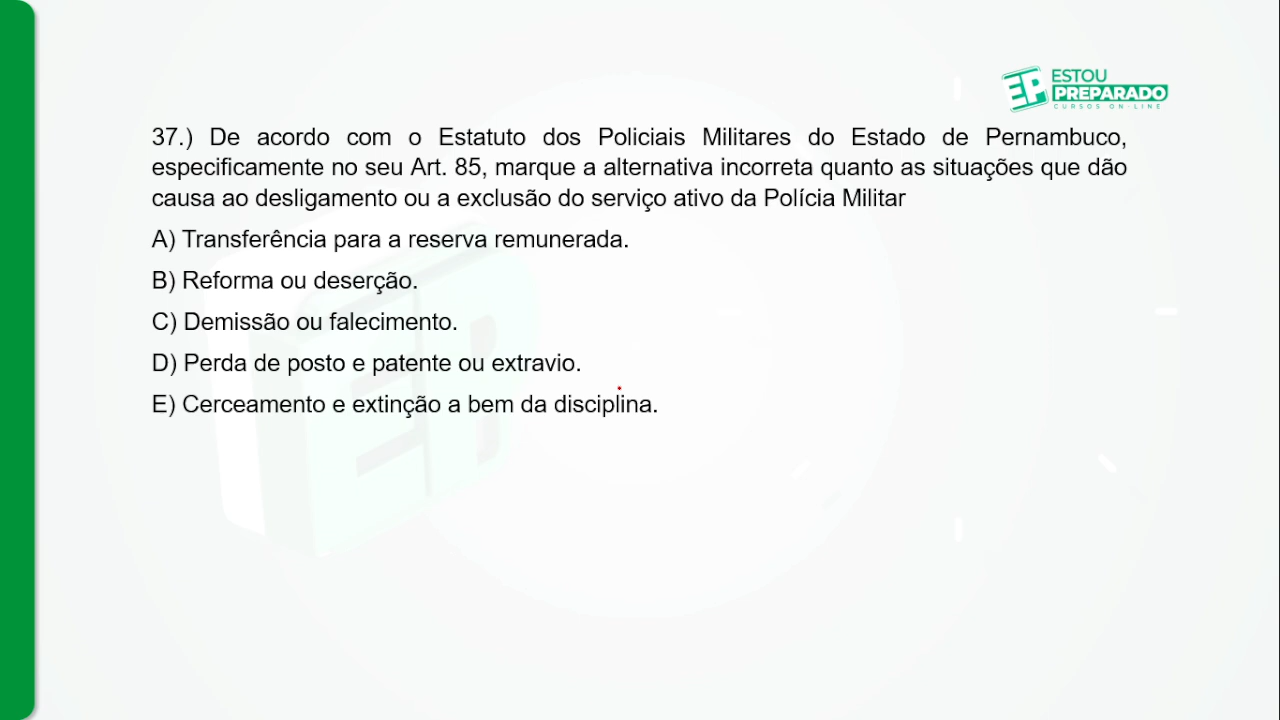 ESTOU
EP PREPARADO
CURSOS ON-LINE
37.) De acordo com o Estatuto dos Policiais Militares do Estado de Pernambuco,
especificamente no seu Art. 85, marque a alternativa incorreta quanto as situações que dão
causa ao desligamento ou a exclusão do serviço ativo da Polícia Militar
A) Transferência para a reserva remunerada.
B) Reforma ou deserção.
C) Demissão ou falecimento.
D) Perda de posto e patente ou extravio.
E) Cerceamento e extinção a bem da disciplina.
EP